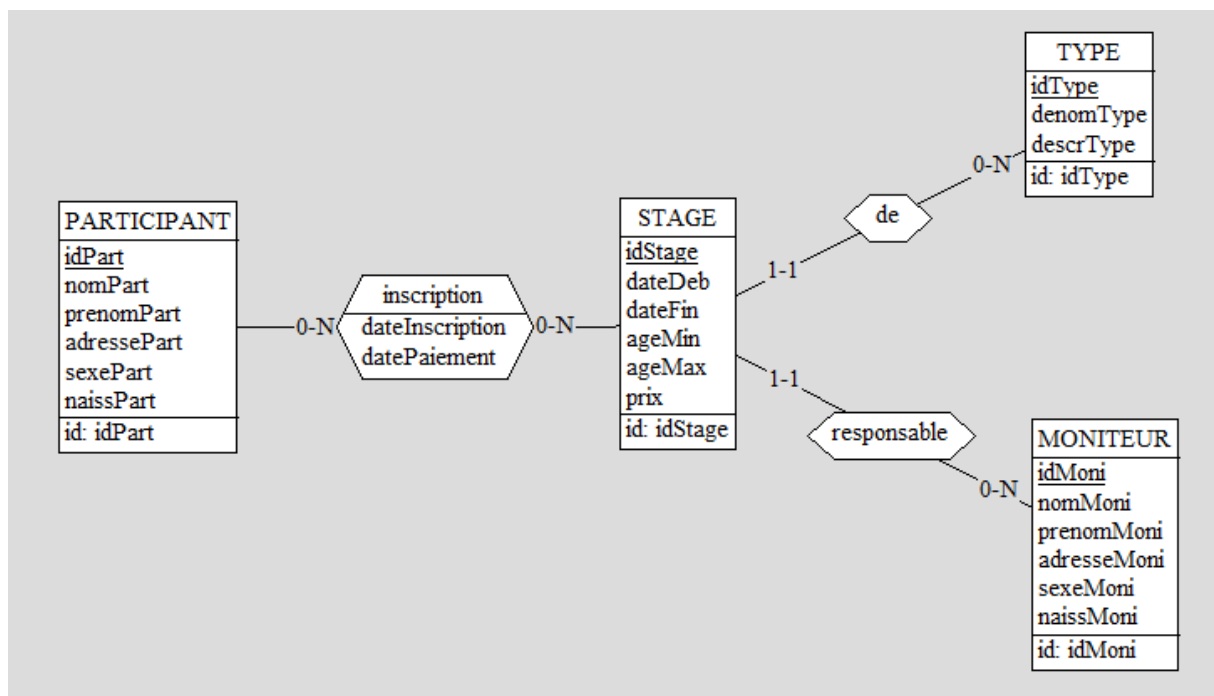 TYPE
idType
denomType
descrType
id: idType
0-N
de
1-1
PARTICIPANT
idPart
nomPart
prenomPart
adressePart
sexePart
naissPart
id: idPart
0-N
inscription
dateInscription
datePaiement
0-N
STAGE
idStage
dateDeb
dateFin
ageMin
ageMax
prix
id: idStage
1-1
responsable
0-N
MONITEUR
idMoni
nomMoni
prenomMoni
adresseMoni
sexeMoni
naissMoni
id: idMoni